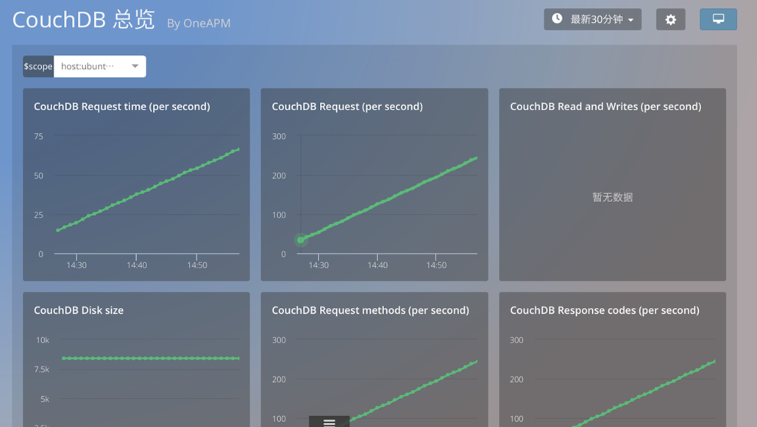 CouchDB 总览 By OneAPM
最新30分钟
$scope host:ubunt···
CouchDB Request time (per second)
75
50
25
0
14:30 14:40 14:50
CouchDB Request (per second)
300
200
100
0
14:30 14:40 14:50
CouchDB Read and Writes (per second)
暂无数据
CouchDB Disk size
10k
7.5k
5k
CouchDB Request methods (per second)
300
200
100
CouchDB Response codes (per second)
300
200
100